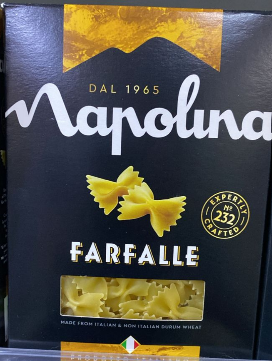 DAL 1965
Napolina
EXPERTLY
Nº
232
CRAFTED
FARFALLE
MADE FROM ITALIAN & NON ITALIAN DURUM WHEAT